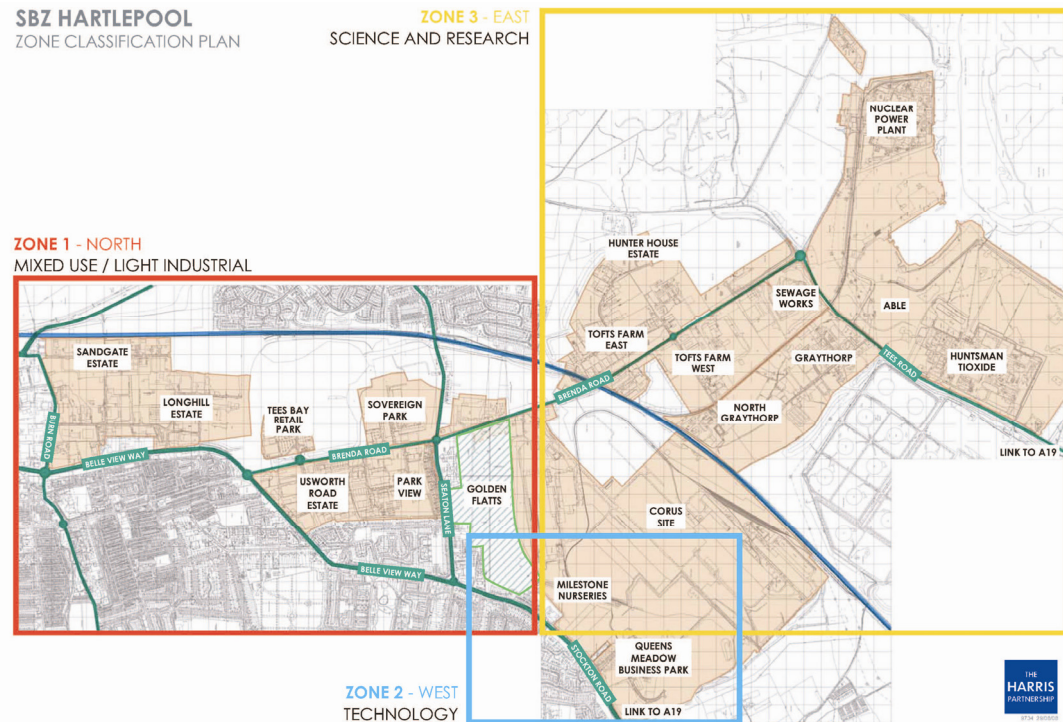 SBZ HARTLEPOOL
ZONE CLASSIFICATION PLAN
ZONE 3 - EAST
SCIENCE AND RESEARCH
NUCLEAR
POWER
PLANT
ZONE 1 - NORTH
MIXED USE / LIGHT INDUSTRIAL
HUNTER HOUSE
ESTATE
SEWAGE
WORKS
ABLE
SANDGATE
ESTATE
TOFTS FARM
EAST
TOFTS FARM
WEST
GRAYTHORP
TEES ROAD
HUNTSMAN
TIOXIDE
LONGHILL
ESTATE
TEES BAY
RETAIL
PARK
SOVEREIGN
PARK
BRENDA ROAD
NORTH
GRAYTHORP
BURN ROAD
BELLE VIEW WAY
BRENDA ROAD
LINK TO A19
USWORTH
ROAD
ESTATE
PARK
VIEW
SEATON LANE
GOLDEN
FLATTS
CORUS
SITE
BELLE VIEW WAY
MILESTONE
NURSERIES
STOCKTON ROAD
QUEENS
MEADOW
BUSINESS PARK
LINK TO A19
ZONE 2 - WEST
TECHNOLOGY
THE
HARRIS
PARTNERSHIP